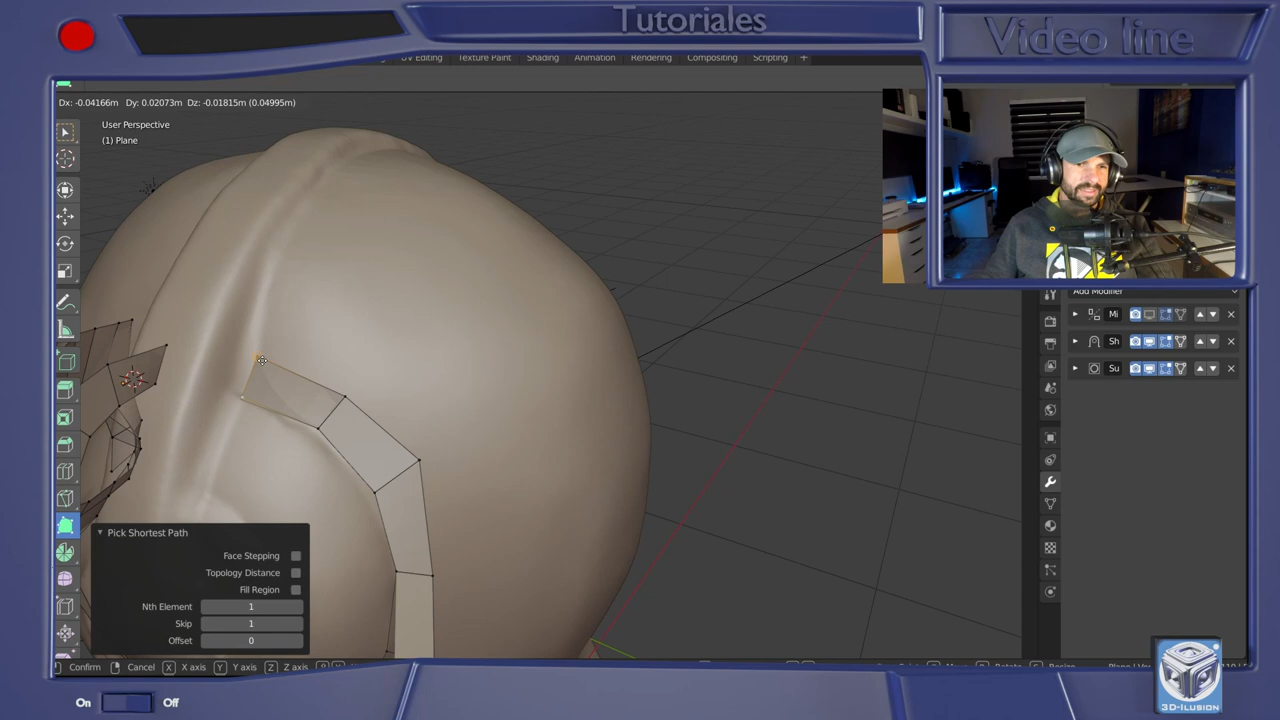 Tutoriales
Video line
UV Editing
Texture Paint
Shading
Animation
Rendering
Compositing
Scripting
+
Dx: -0.04166m Dy: 0.02073m Dz: -0.01815m (0.04995m)
User Perspective
(1) Plane
Add Modifier
Mi
Sh
Su
Pick Shortest Path
Face Stepping
Topology Distance
Fill Region
Nth Element 1
Skip 1
Offset 0
Confirm
Cancel
X X axis
Y Y axis
Z Z axis
On
Off
3D-ILUSION